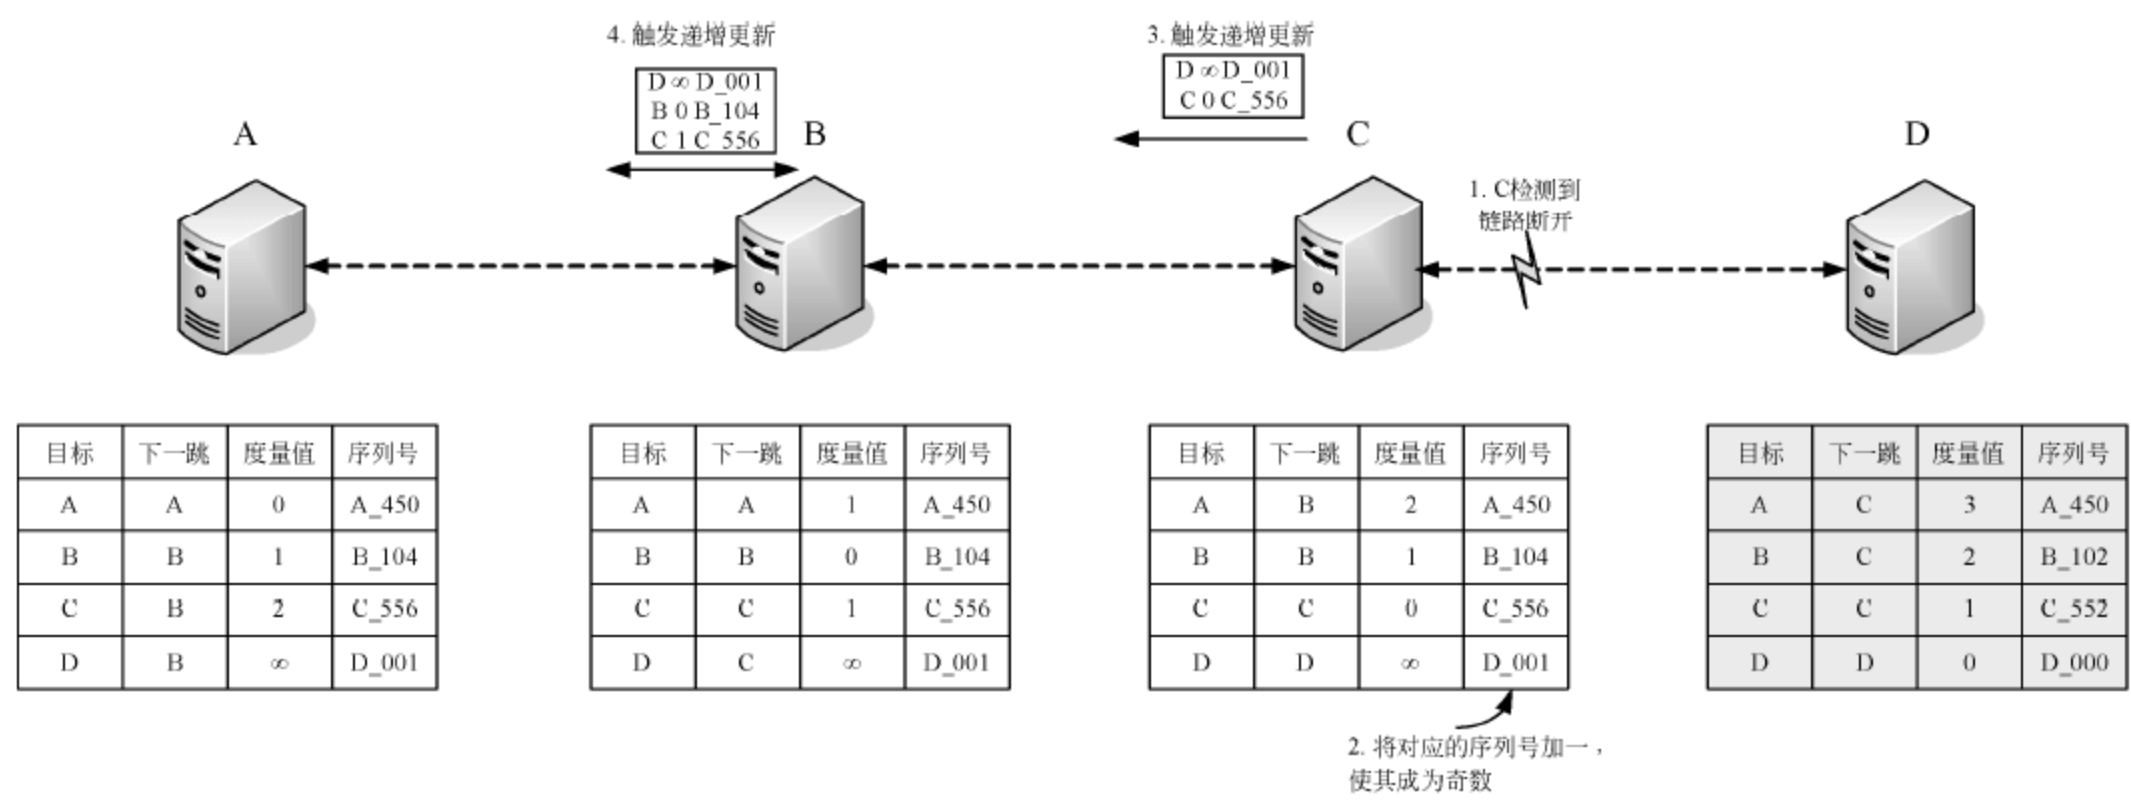 4. 触发递增更新
D ∞ D_001
B 0 B_104
C 1 C_556
3. 触发递增更新
D ∞ D_001
C 0 C_556
A
B
C
D
1. C检测到
链路断开
目标 下一跳 度量值 序列号
A A 0 A_450
B B 1 B_104
C B 2 C_556
D B ∞ D_001
目标 下一跳 度量值 序列号
A A 1 A_450
B B 0 B_104
C C 1 C_556
D C ∞ D_001
目标 下一跳 度量值 序列号
A B 2 A_450
B B 1 B_104
C C 0 C_556
D D ∞ D_001
目标 下一跳 度量值 序列号
A C 3 A_450
B C 2 B_102
C C 1 C_552
D D 0 D_000
2. 将对应的序列号加一，
使其成为奇数